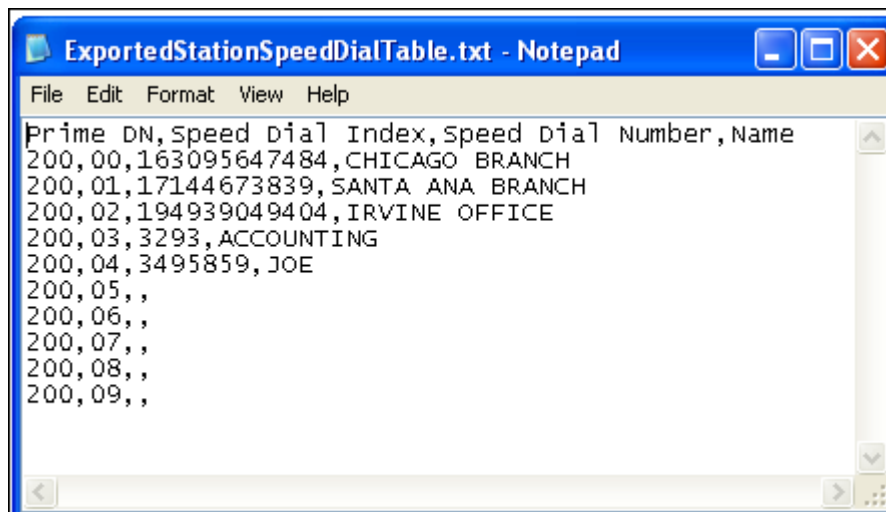 ExportedStationSpeedDialTable.txt - Notepad
File Edit Format View Help
Prime DN,Speed Dial Index,Speed Dial Number,Name
200,00,163095647484,CHICAGO BRANCH
200,01,17144673839,SANTA ANA BRANCH
200,02,194939049404,IRVINE OFFICE
200,03,3293,ACCOUNTING
200,04,3495859,JOE
200,05,,
200,06,,
200,07,,
200,08,,
200,09,,